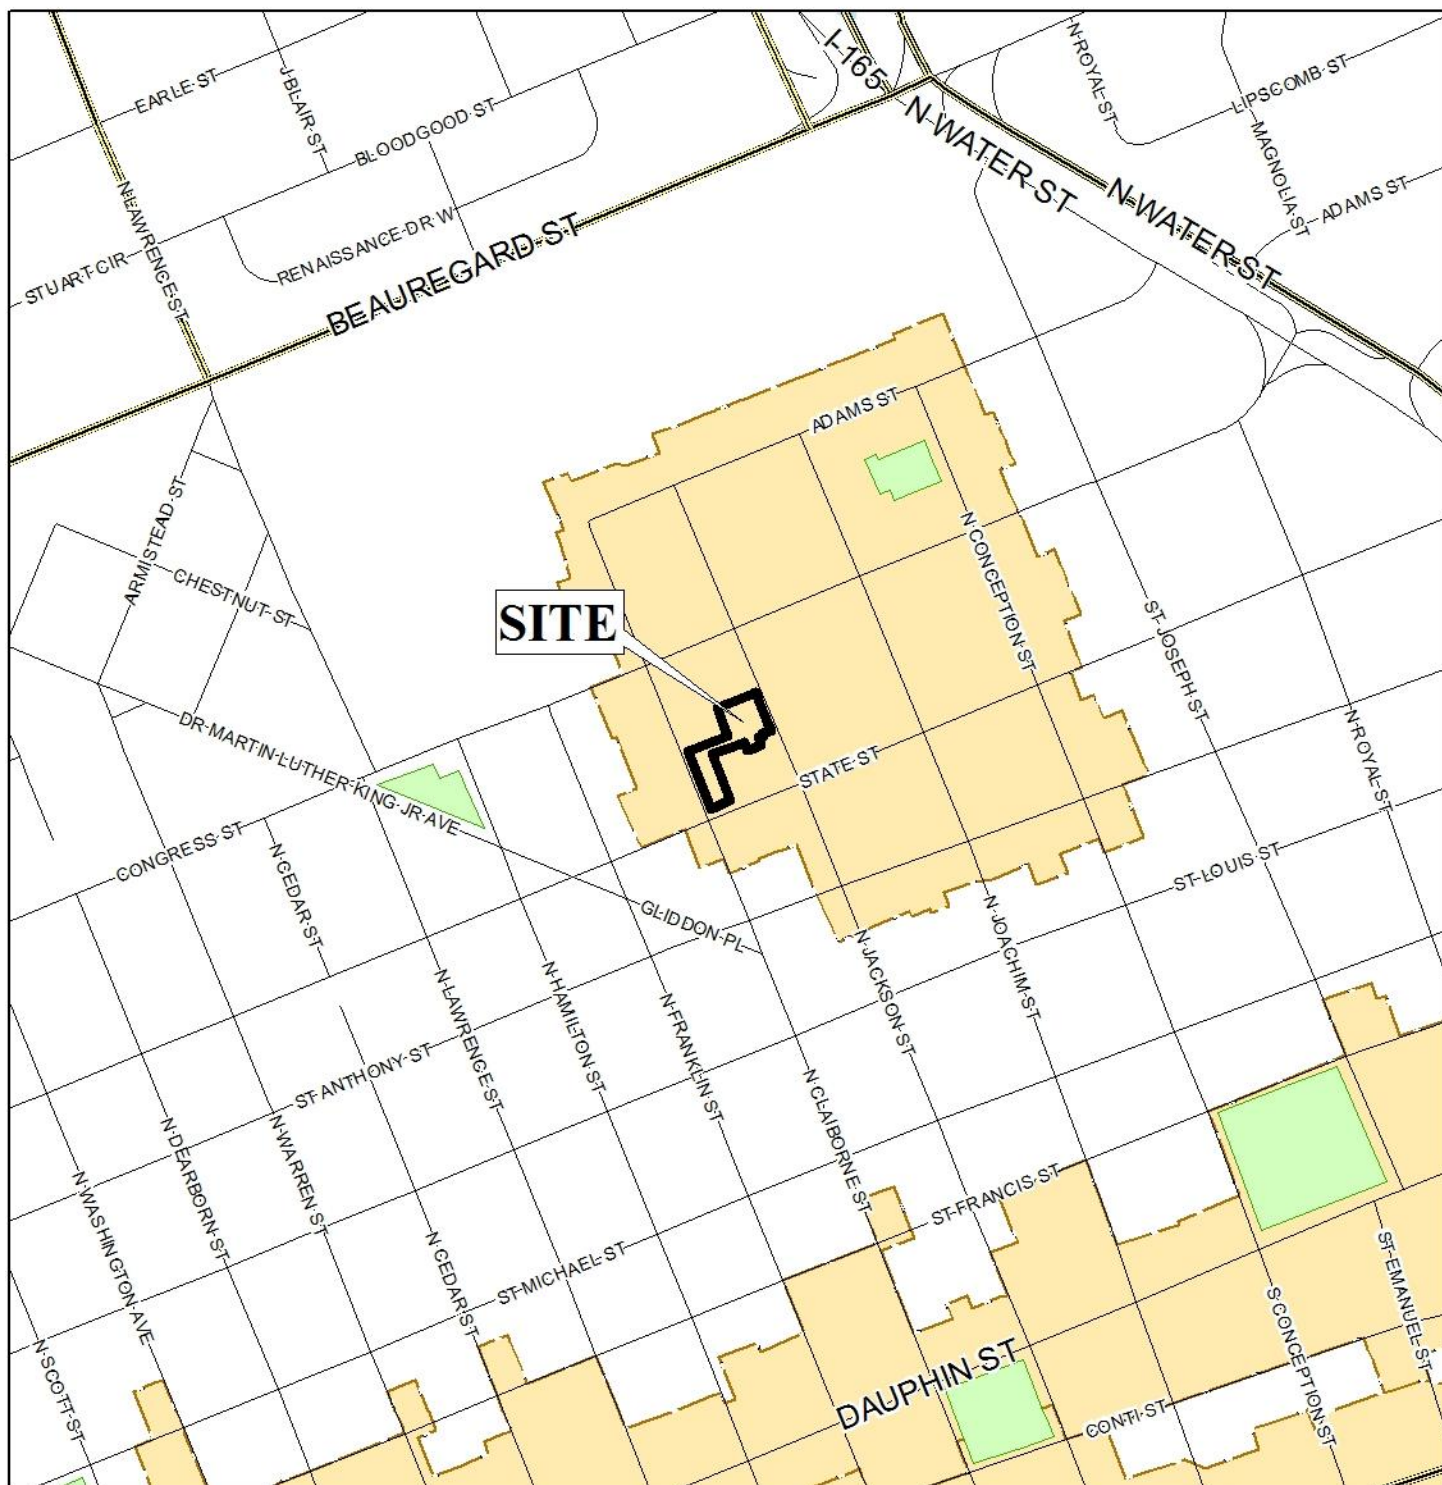 I-165
N ROYAL ST
EARLE ST
J BLAIR ST
LIPSCOMB ST
BLOODGOOD ST
N WATER ST
MAGNOLIA ST
N LAWRENCE ST
N WATER ST
ADAMS ST
RENAISSANCE DR W
BEAUREGARD ST
STUART CIR
ADAMS ST
ARMISTEAD ST
N CONCEPTION ST
CHESTNUT ST
SITE
ST JOSEPH ST
DR MARTIN LUTHER KING JR AVE
N ROYAL ST
STATE ST
CONGRESS ST
N CEDAR ST
ST LOUIS ST
GLIDDON PL
N JOACHIM ST
N JACKSON ST
N LAWRENCE ST
N HAMILTON ST
N FRANKLIN ST
ST ANTHONY ST
N CLAIBORNE ST
N DEARBORN ST
N WARREN ST
N WASHINGTON AVE
ST FRANCIS ST
N CEDAR ST
ST MICHAEL ST
ST EMANUEL ST
S CONCEPTION ST
N SCOTT ST
DAUPHIN ST
CONTI ST